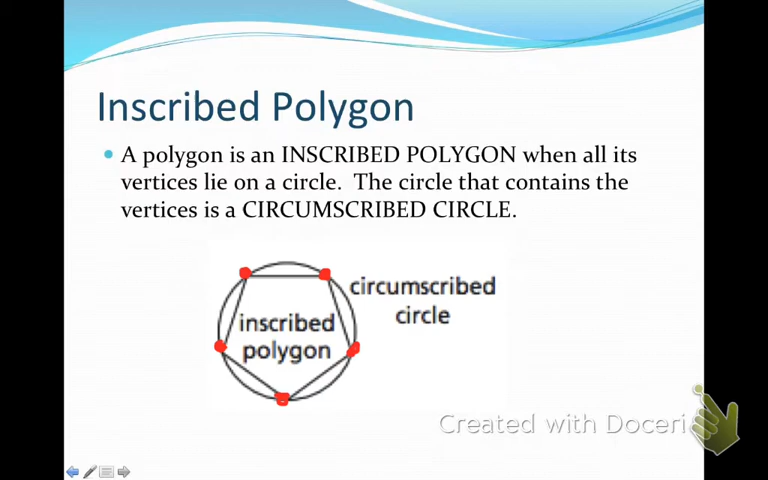 Inscribed Polygon
• A polygon is an INSCRIBED POLYGON when all its
vertices lie on a circle. The circle that contains the
vertices is a CIRCUMSCRIBED CIRCLE.
circumscribed
circle
inscribed
polygon
Created with Doceri